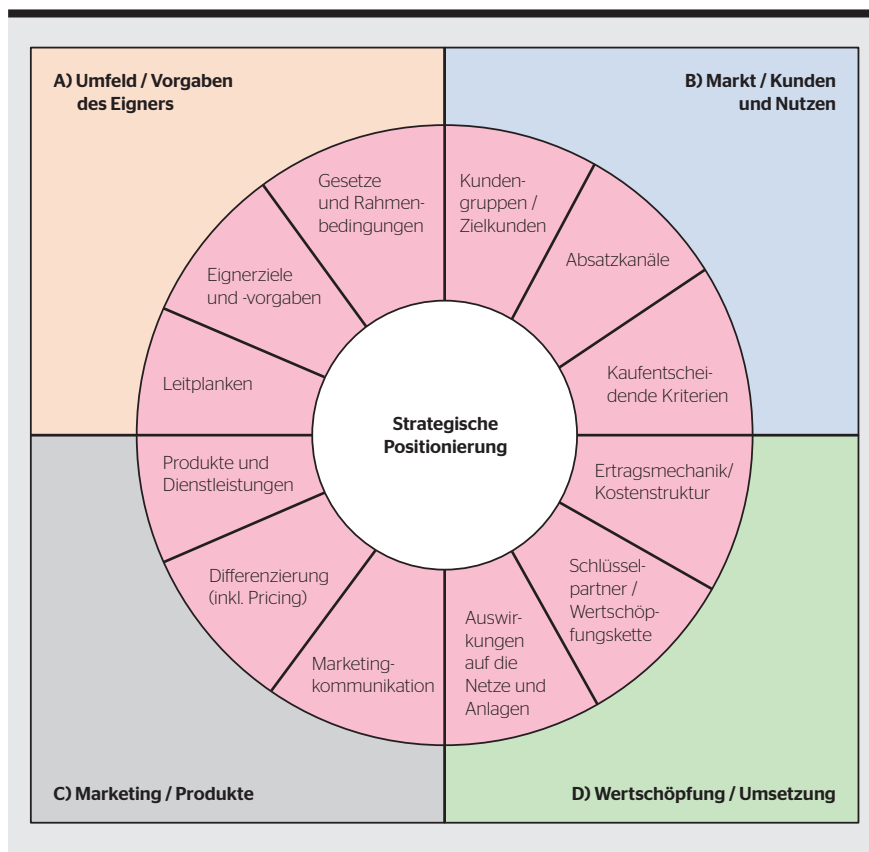 A) Umfeld / Vorgaben
des Eigners
B) Markt / Kunden
und Nutzen
Gesetze
und Rahmen-
bedingungen
Kunden-
gruppen /
Zielkunden
Absatzkanäle
Eignerziele
und -vorgaben
Kaufentschei-
dende Kriterien
Leitplanken
Strategische
Positionierung
Produkte und
Dienstleistungen
Ertragsmechanik/
Kostenstruktur
Differenzierung
(inkl. Pricing)
Schlüssel-
partner /
Wertschöp-
fungskette
Marketing-
kommunikation
Auswir-
kungen
auf die
Netze und
Anlagen
C) Marketing / Produkte
D) Wertschöpfung / Umsetzung